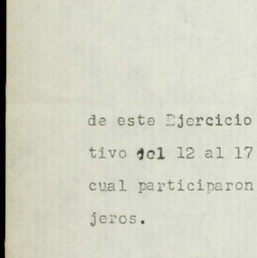 de este Ejercicio
tivo del 12 al 17
cual participaron
jeros.